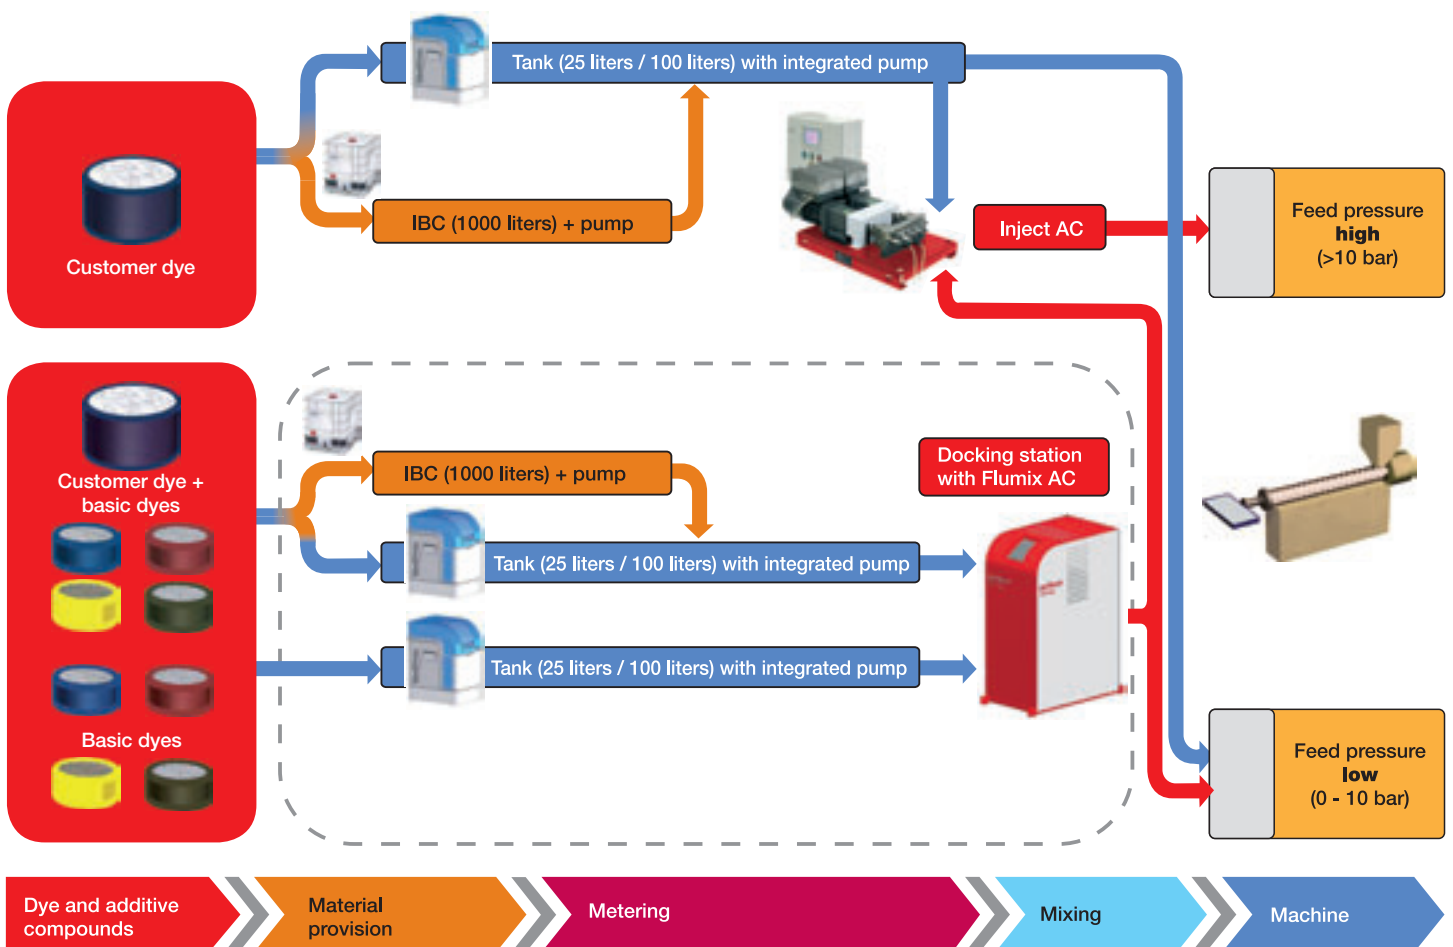 Tank (25 liters / 100 liters) with integrated pump
IBC (1000 liters) + pump
Customer dye
Inject AC
Feed pressure
high
(>10 bar)
Customer dye +
basic dyes
IBC (1000 liters) + pump
Docking station
with Flumix AC
Tank (25 liters / 100 liters) with integrated pump
Tank (25 liters / 100 liters) with integrated pump
Basic dyes
Feed pressure
low
(0 - 10 bar)
Dye and additive
compounds
Material
provision
Metering
Mixing
Machine